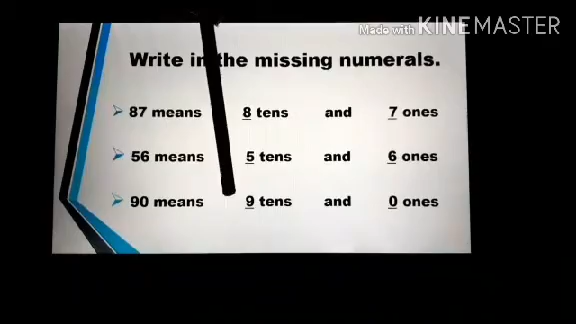 Made with KINEMASTER
Write in the missing numerals.
87 means 8 tens and 7 ones
56 means 5 tens and 6 ones
90 means 9 tens and 0 ones